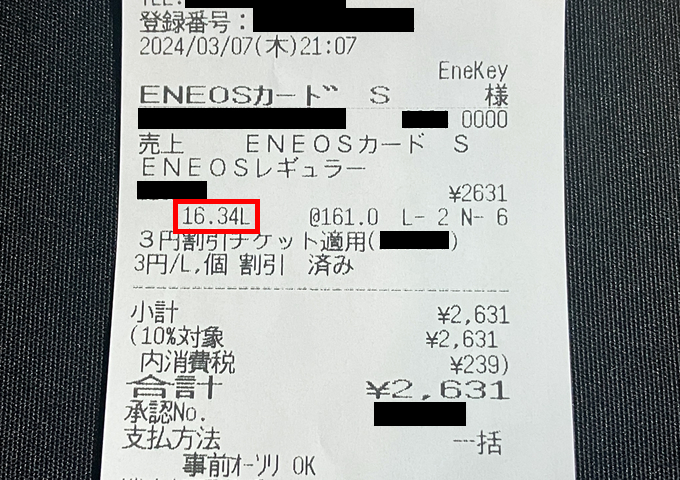 TEL:
登録番号:
2024/03/07(木)21:07
EneKey
ENEOSカード S 様
0000
売上 ENEOSカード S
ENEOSレギュラー
¥2631
16.34L @161.0 L- 2 N- 6
3円割引チケット適用( )
3円/L,個 割引 済み
小計 ¥2,631
(10%対象 ¥2,631
内消費税 ¥239)
合計 ¥2,631
承認No.
支払方法 一括
事前オーソリ OK